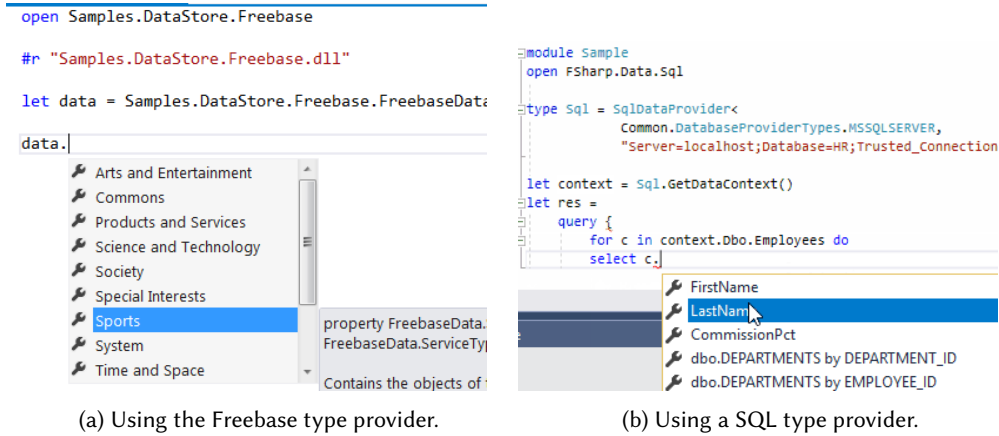 open Samples.DataStore.Freebase
#r "Samples.DataStore.Freebase.dll"
let data = Samples.DataStore.Freebase.FreebaseData
data.
Arts and Entertainment
Commons
Products and Services
Science and Technology
Society
Special Interests
Sports
System
Time and Space
property FreebaseData.
FreebaseData.ServiceTy
Contains the objects of
(a) Using the Freebase type provider.
module Sample
open FSharp.Data.Sql
type Sql = SqlDataProvider<
Common.DatabaseProviderTypes.MSSQLSERVER,
"Server=localhost;Database=HR;Trusted_Connection
let context = Sql.GetDataContext()
let res =
query {
for c in context.Dbo.Employees do
select c.
FirstName
LastName
CommissionPct
dbo.DEPARTMENTS by DEPARTMENT_ID
dbo.DEPARTMENTS by EMPLOYEE_ID
(b) Using a SQL type provider.